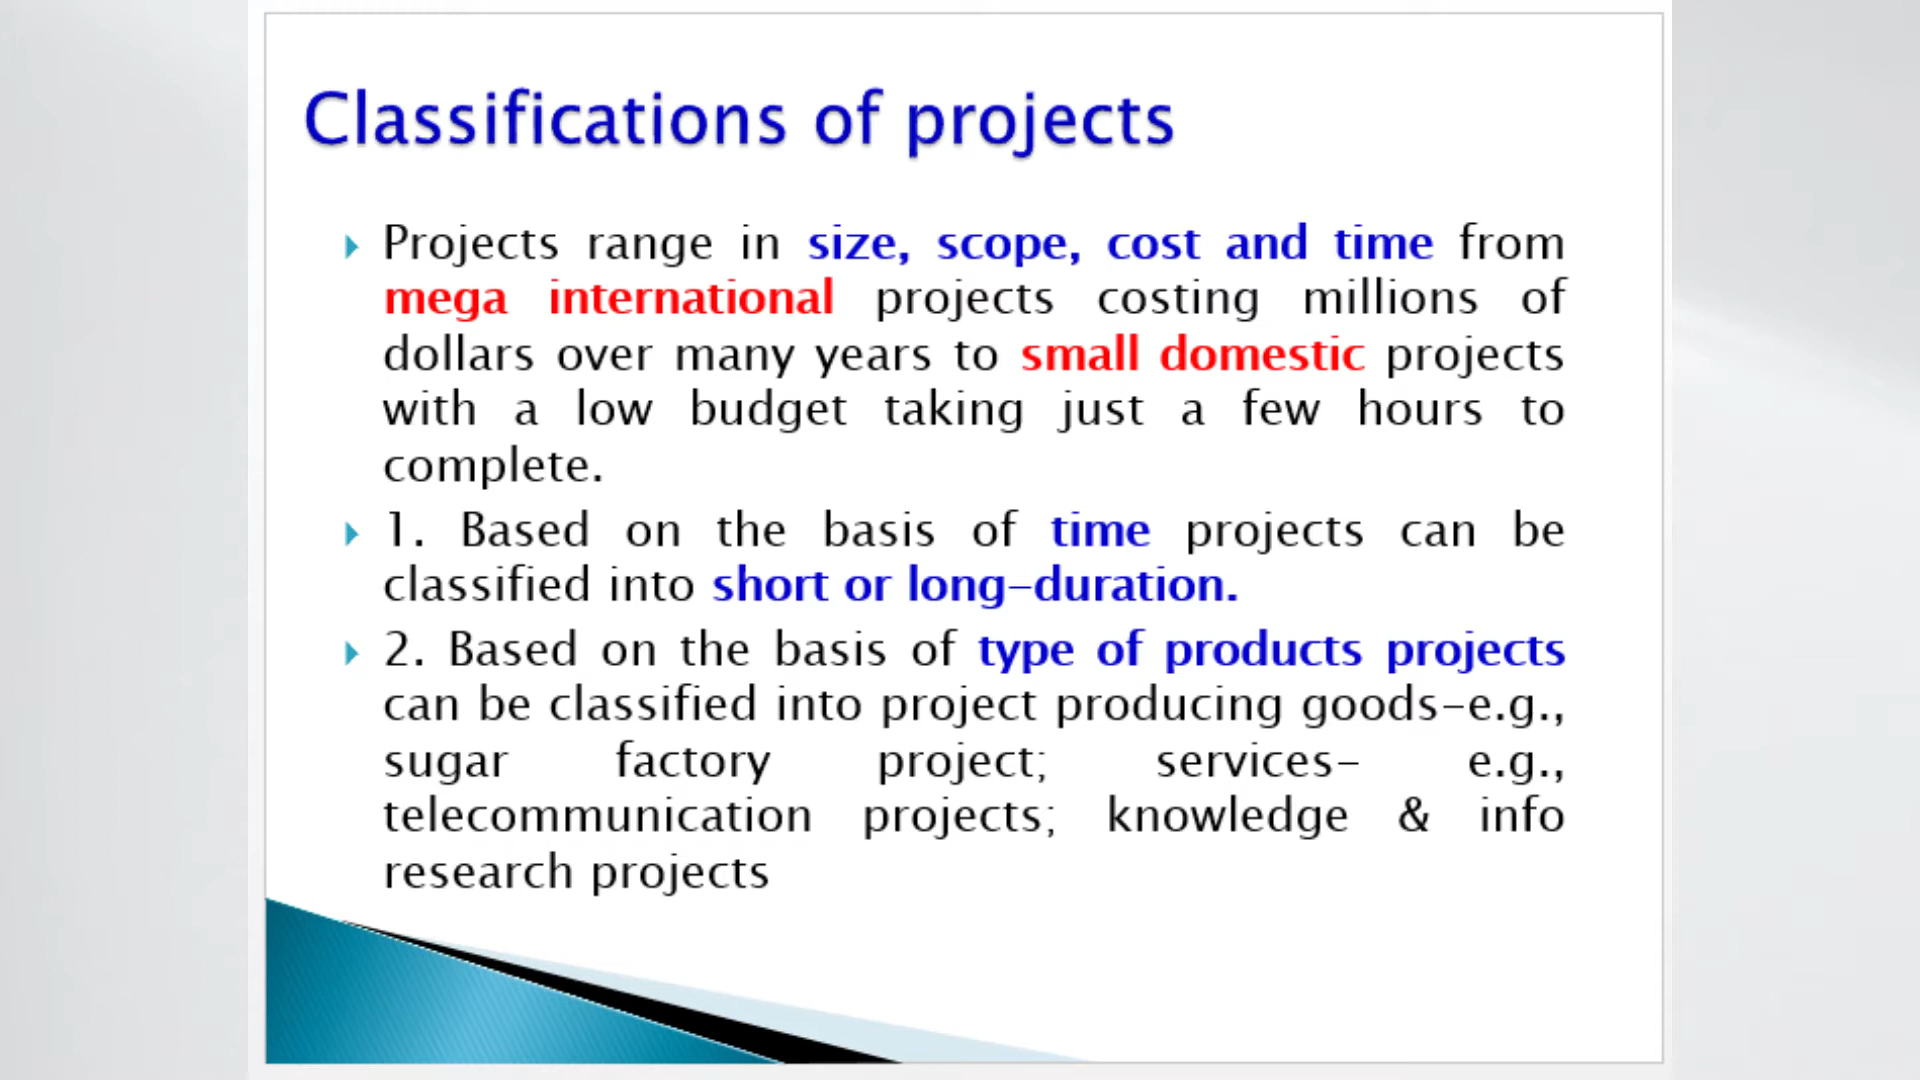 Classifications of projects
Projects range in size, scope, cost and time from
mega international projects costing millions of
dollars over many years to small domestic projects
with a low budget taking just a few hours to
complete.
1. Based on the basis of time projects can be
classified into short or long-duration.
2. Based on the basis of type of products projects
can be classified into project producing goods-e.g.,
sugar factory project; services- e.g.,
telecommunication projects; knowledge & info
research projects